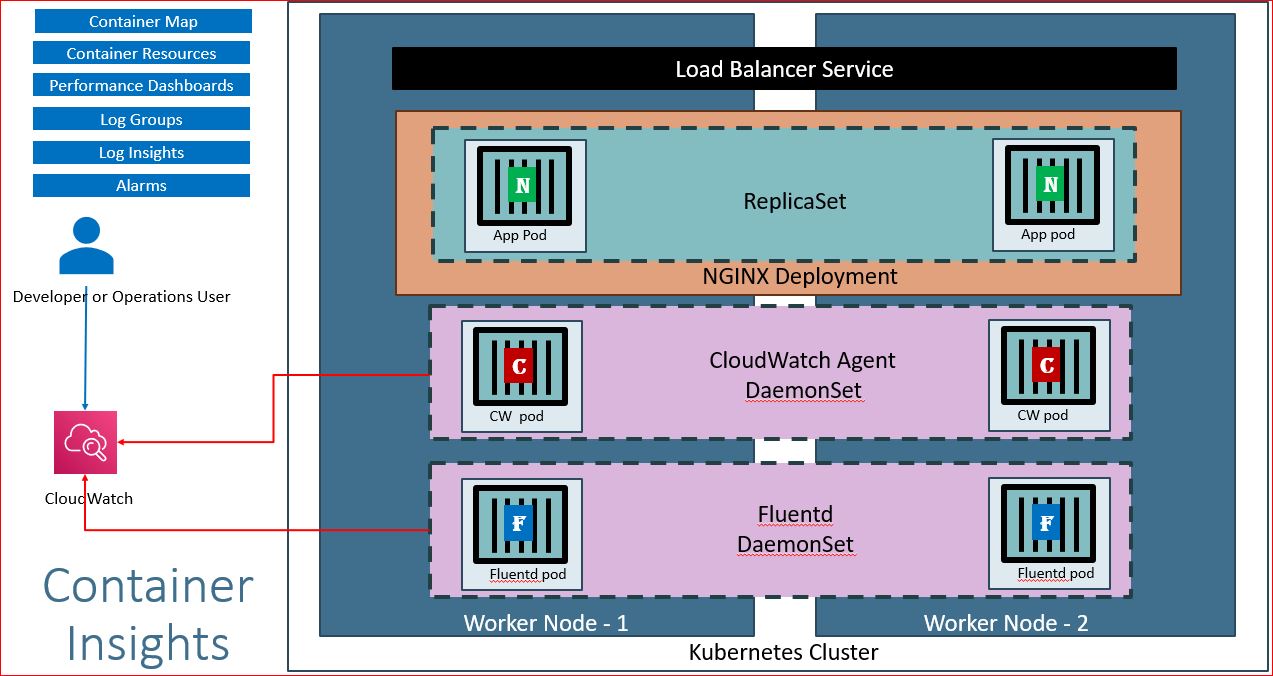 Container Map
Container Resources
Performance Dashboards
Log Groups
Log Insights
Alarms
Developer or Operations User
CloudWatch
Container
Insights
Load Balancer Service
N
App Pod
ReplicaSet
N
App pod
NGINX Deployment
C
CW pod
CloudWatch Agent
DaemonSet
C
CW pod
F
Fluentd pod
Fluentd
DaemonSet
F
Fluentd pod
Worker Node - 1
Worker Node - 2
Kubernetes Cluster